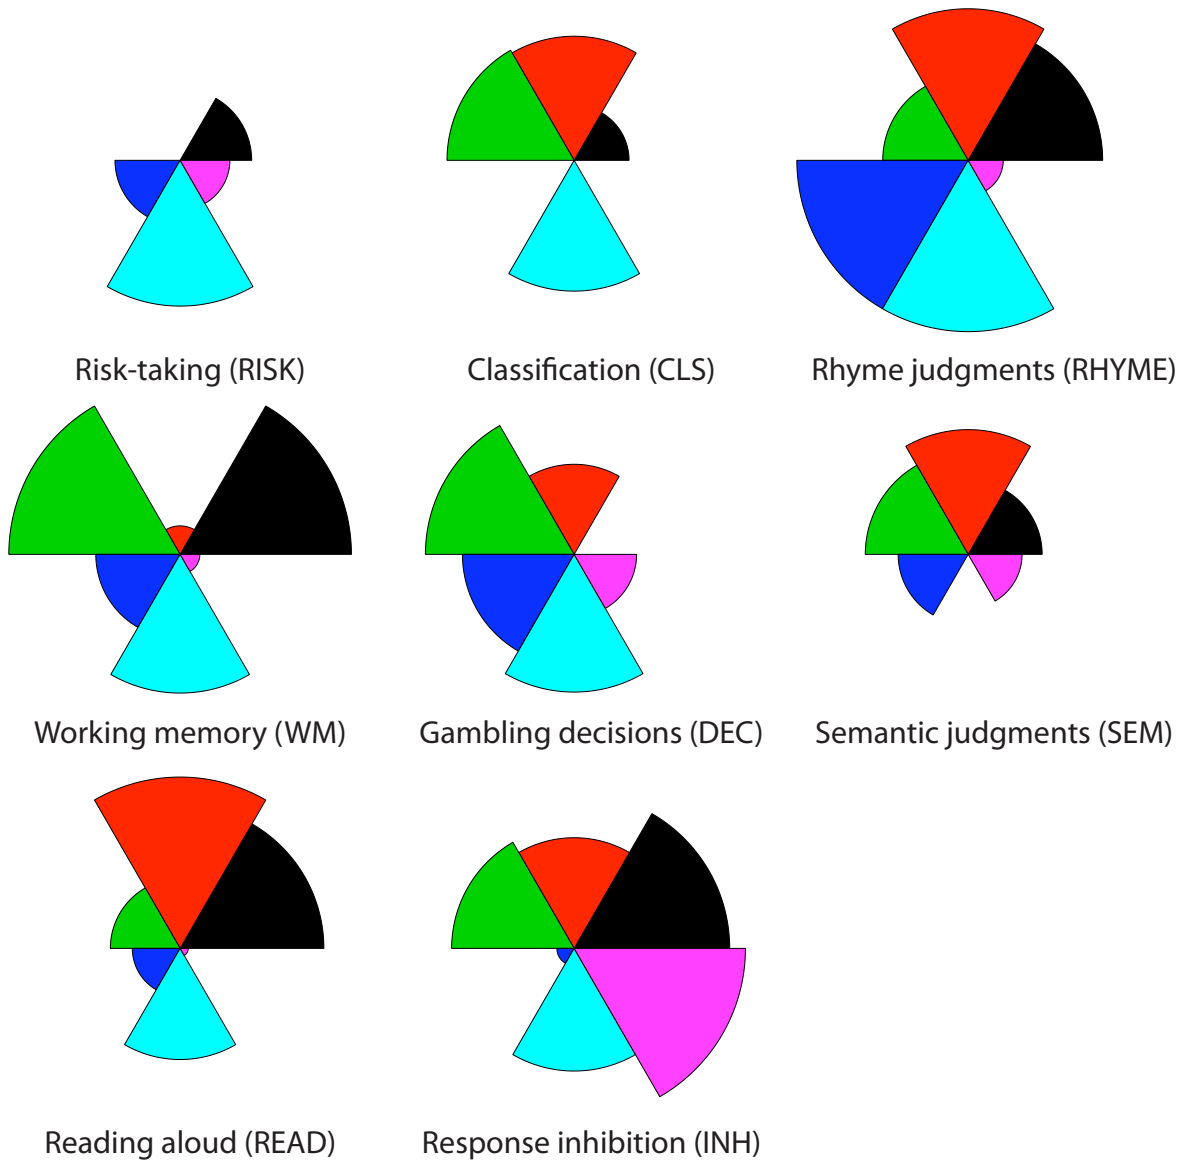 Risk-taking (RISK)
Classification (CLS)
Rhyme judgments (RHYME)
Working memory (WM)
Gambling decisions (DEC)
Semantic judgments (SEM)
Reading aloud (READ)
Response inhibition (INH)